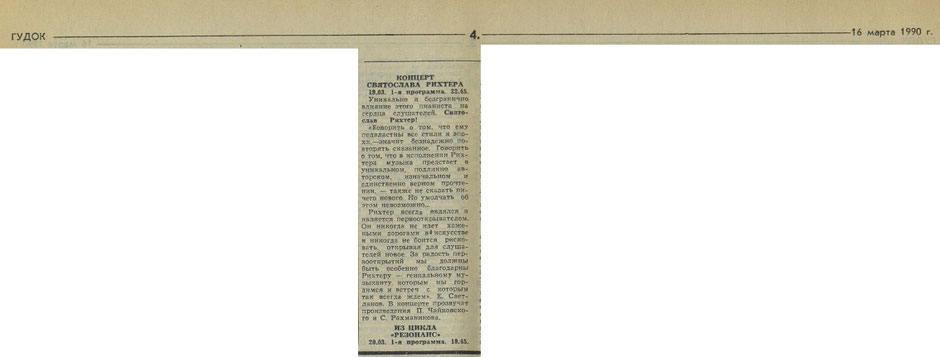 ГУДОК
4.
16 марта 1990 г.
КОНЦЕРТ
СВЯТОСЛАВА РИХТЕРА
19.03. 1-я программа. 22.45.
Уникально и безгранично
влияние этого пианиста на
сердца слушателей. Свято-
слав Рихтер!
«Говорить о том, что ему
подвластны все стили и эпо-
хи,—значит безнадежно по-
вторять сказанное. Говорить
о том, что в исполнении Рих-
тера музыка предстает в
уникальном, подлинно ав-
торском, изначальном и
единственно верном прочте-
нии, — также не сказать ни-
чего нового. Но умолчать об
этом невозможно...
Рихтер всегда являлся и
является первооткрывателем.
Он никогда не идет хоже-
ными дорогами в искусстве
и никогда не боится риско-
вать, открывая для слуша-
телей новое. За радость пер-
вооткрытий мы должны
быть особенно благодарны
Рихтеру — гениальному му-
зыканту, которым мы гор-
димся и встреч с которым
так всегда ждем». Е. Свет-
ланов. В концерте прозвучат
произведения П. Чайковско-
го и С. Рахманинова.
ИЗ ЦИКЛА
«РЕЗОНАНС»
20.03. 1-я программа. 19.45.